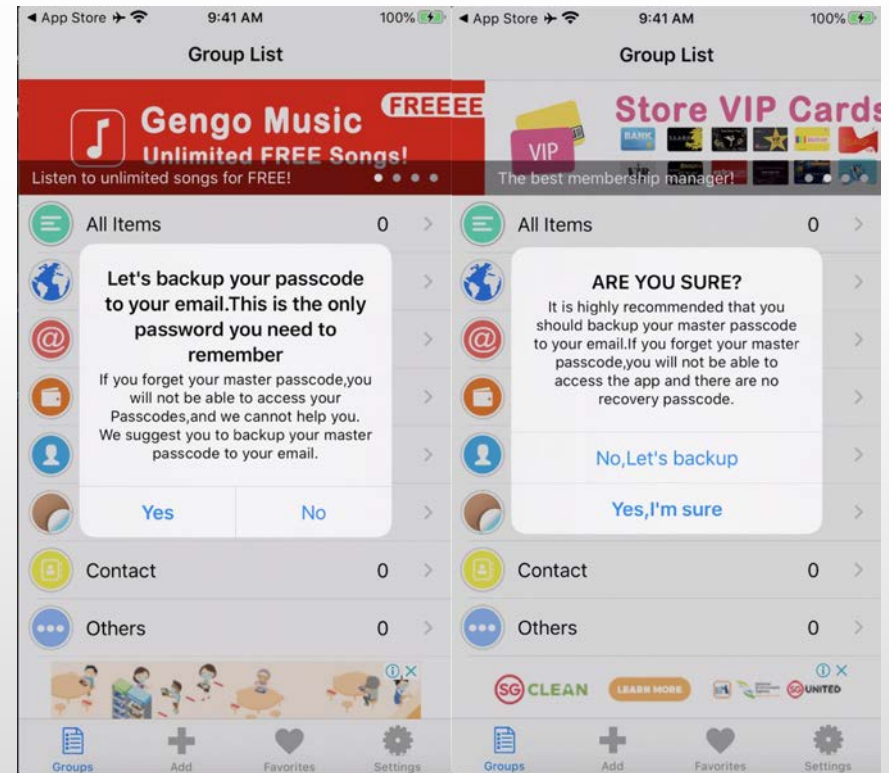 App Store
9:41 AM
100%
Group List
Gengo Music
FREEEE
Unlimited FREE Songs!
Listen to unlimited songs for FREE!
All Items
0
Let's backup your passcode
to your email.This is the only
password you need to
remember
If you forget your master passcode,you
will not be able to access your
Passcodes,and we cannot help you.
We suggest you to backup your master
passcode to your email.
Yes
No
Contact
0
Others
0
Groups
Add
Favorites
Settings
App Store
9:41 AM
100%
Group List
Store VIP Cards
VIP
BANK
The best membership manager!
All Items
0
ARE YOU SURE?
It is highly recommended that you
should backup your master passcode
to your email.If you forget your master
passcode,you will not be able to
access the app and there are no
recovery passcode.
No,Let's backup
Yes,I'm sure
Contact
0
Others
0
SG CLEAN
LEARN MORE
SG UNITED
Groups
Add
Favorites
Settings